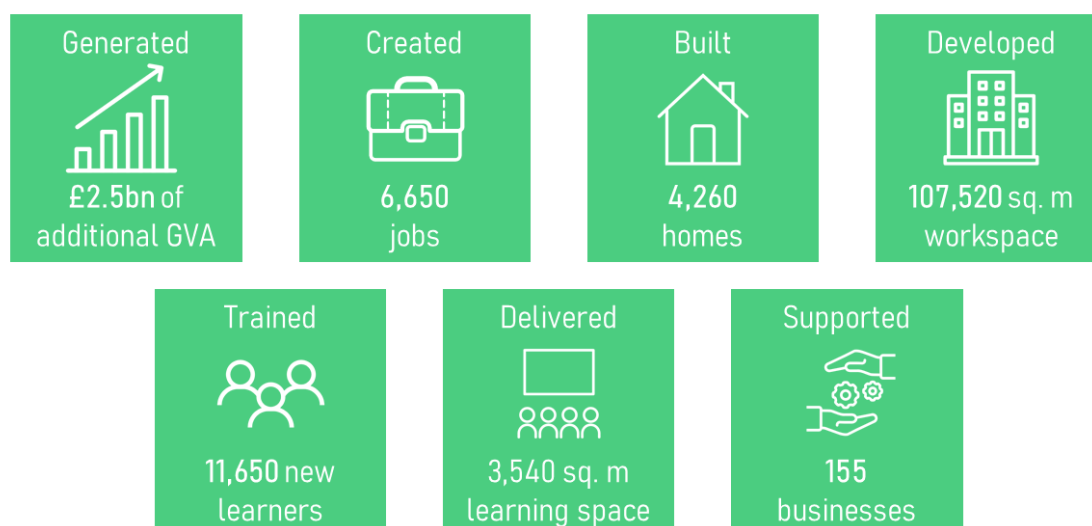 Generated
£2.5bn of
additional GVA
Created
6,650
jobs
Built
4,260
homes
Developed
107,520 sq. m
workspace
Trained
11,650 new
learners
Delivered
3,540 sq. m
learning space
Supported
155
businesses